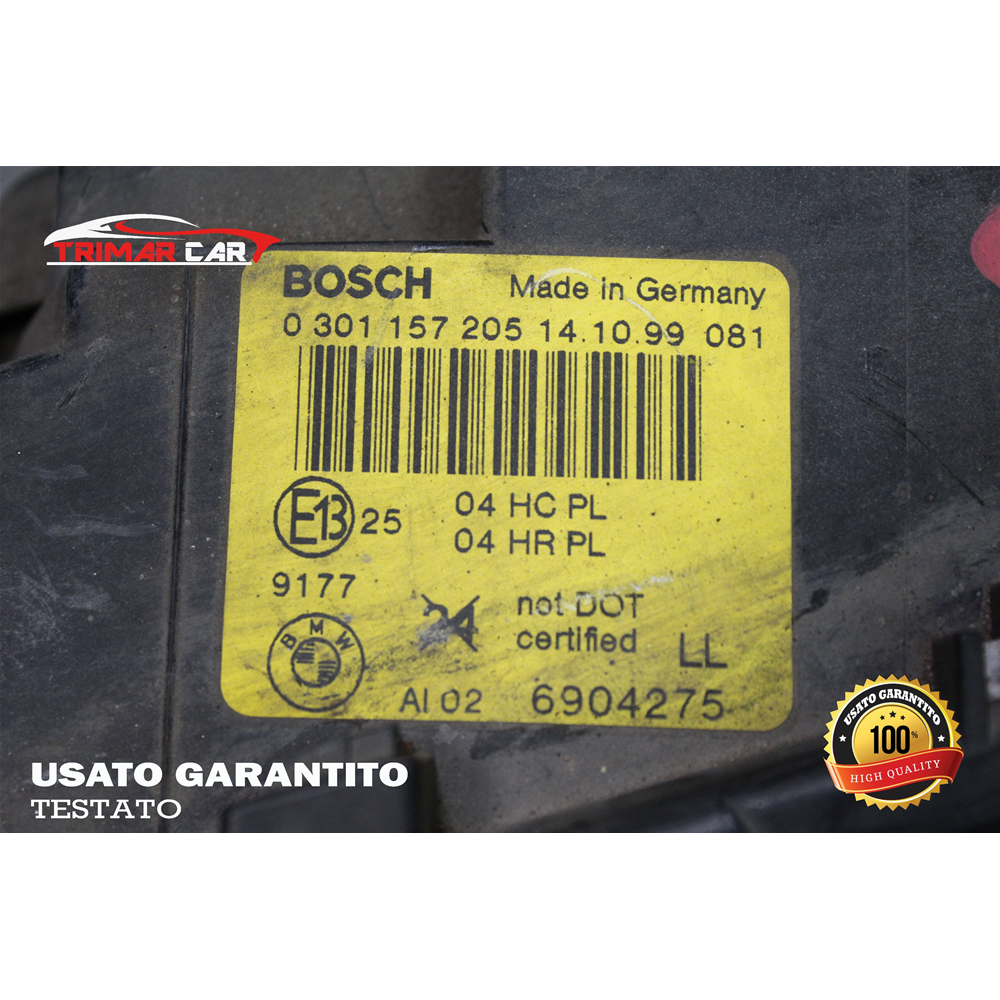 TRIMAR CAR
BOSCH Made in Germany
0 301 157 205 14.10.99 081
E13 25 04 HC PL
04 HR PL
9177
24 not DOT
certified LL
BMW
AI 02 6904275
USATO GARANTITO
TESTATO
USATO GARANTITO
100%
HIGH QUALITY